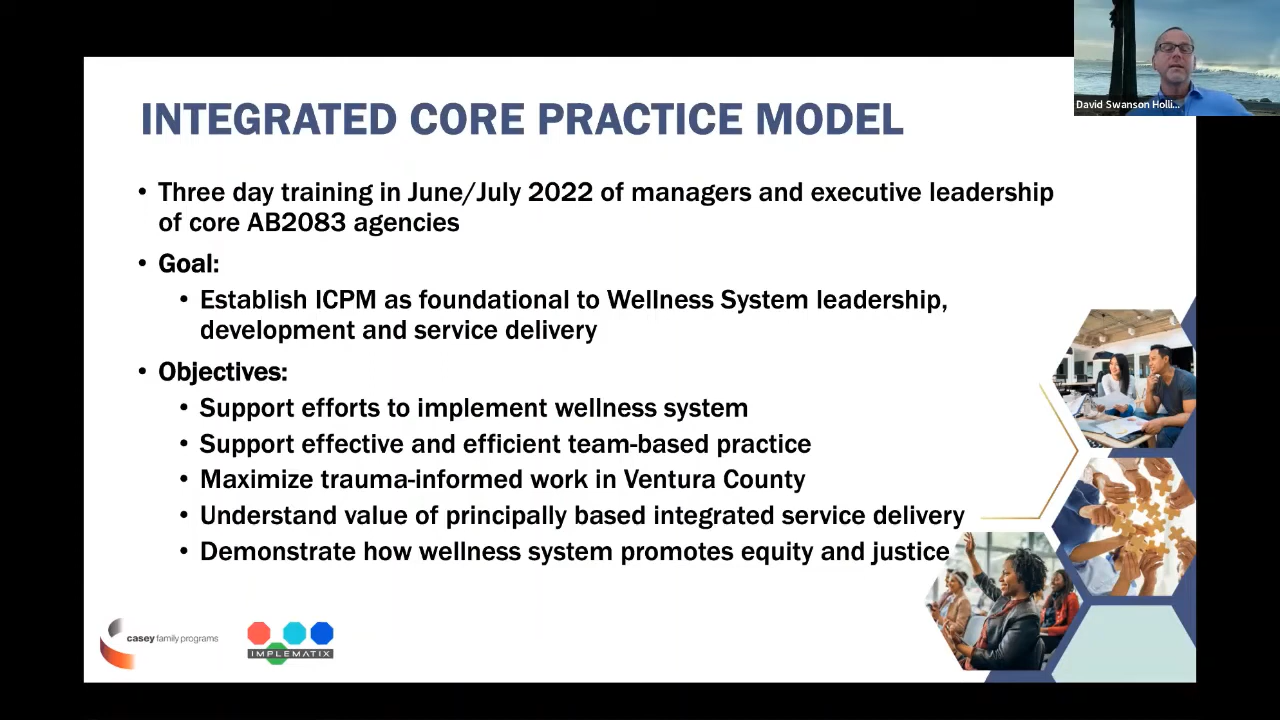 David Swanson Holli...
INTEGRATED CORE PRACTICE MODEL
• Three day training in June/July 2022 of managers and executive leadership
of core AB2083 agencies
• Goal:
• Establish ICPM as foundational to Wellness System leadership,
development and service delivery
• Objectives:
• Support efforts to implement wellness system
• Support effective and efficient team-based practice
• Maximize trauma-informed work in Ventura County
• Understand value of principally based integrated service delivery
• Demonstrate how wellness system promotes equity and justice
casey family programs
IMPLEMATIX